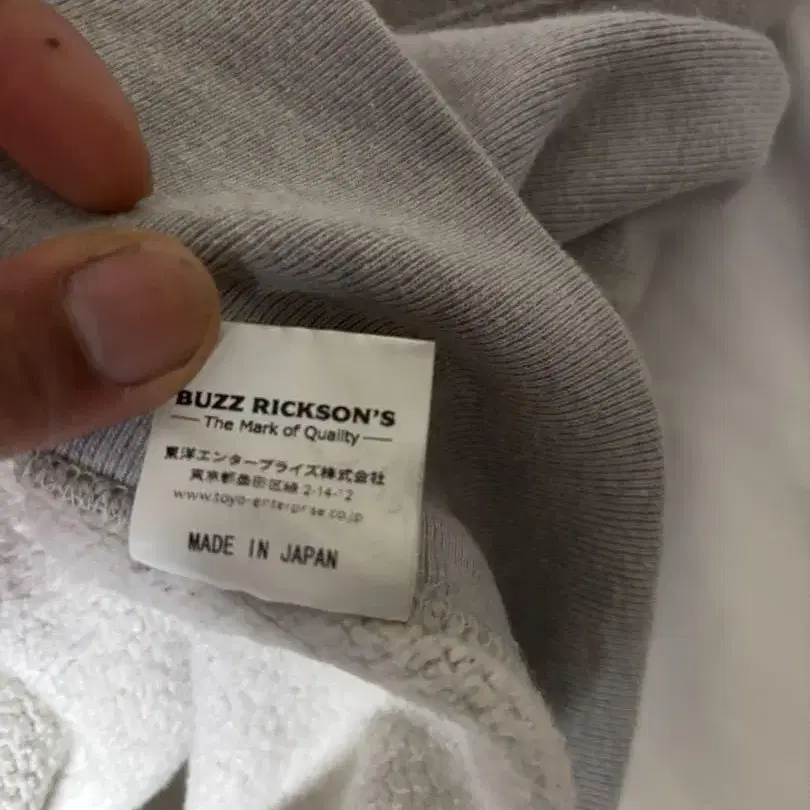 BUZZ RICKSON'S
The Mark of Quality
東洋エンタープライズ株式会社
東京都墨田区緑 2-14-12
www.toyo-enterprise.co.jp
MADE IN JAPAN